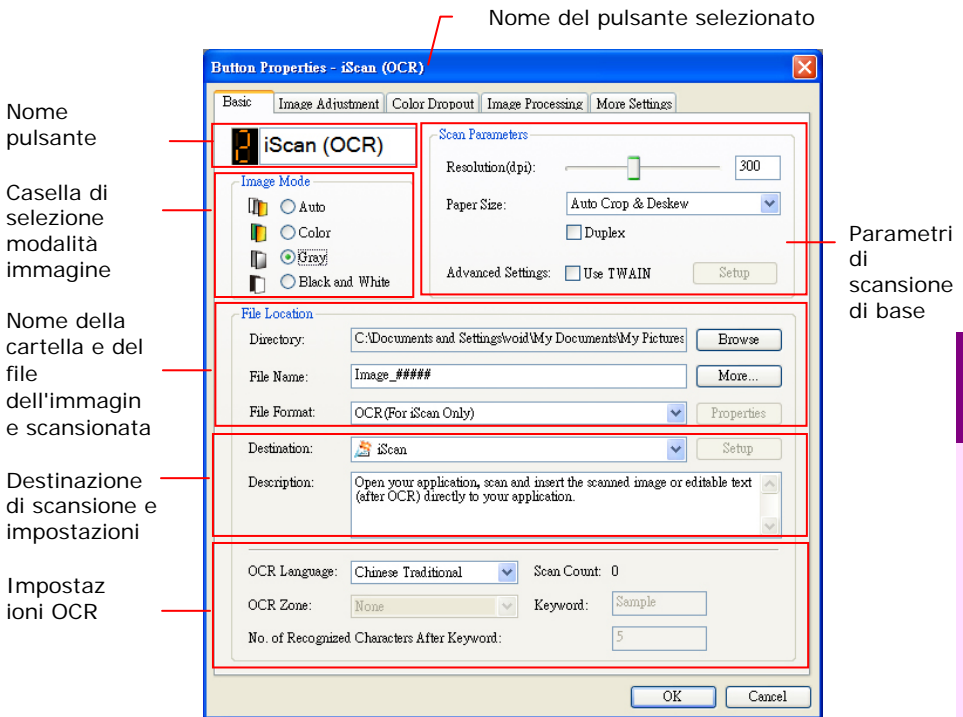 Nome del pulsante selezionato
Button Properties - iScan (OCR)
Basic Image Adjustment Color Dropout Image Processing More Settings
Nome
pulsante
2 iScan (OCR)
Casella di
selezione
modalità
immagine
Image Mode
Auto
Color
Gray
Black and White
Scan Parameters
Resolution(dpi): 300
Paper Size: Auto Crop & Deskew
Duplex
Advanced Settings: Use TWAIN Setup
Parametri
di
scansione
di base
Nome della
cartella e del
file
dell'immagin
e scansionata
File Location
Directory: C:\Documents and Settings\void\My Documents\My Pictures Browse
File Name: Image_##### More...
File Format: OCR(For iScan Only) Properties
Destinazione
di scansione e
impostazioni
Destination: iScan Setup
Description: Open your application, scan and insert the scanned image or editable text
(after OCR) directly to your application.
Impostaz
ioni OCR
OCR Language: Chinese Traditional Scan Count: 0
OCR Zone: None Keyword: Sample
No. of Recognized Characters After Keyword: 5
OK Cancel